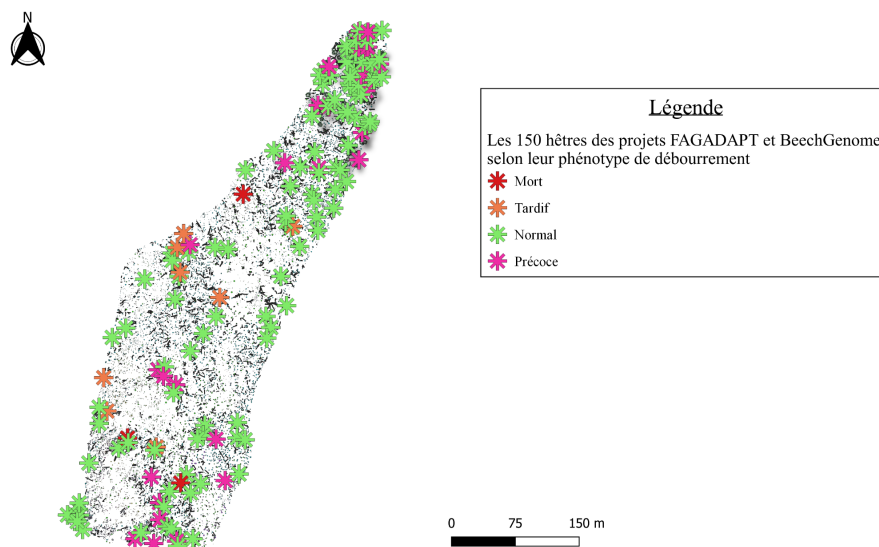 N
Légende
Les 150 hêtres des projets FAGADAPT et BeechGenome
selon leur phénotype de débourrement
Mort
Tardif
Normal
Précoce
0 75 150 m